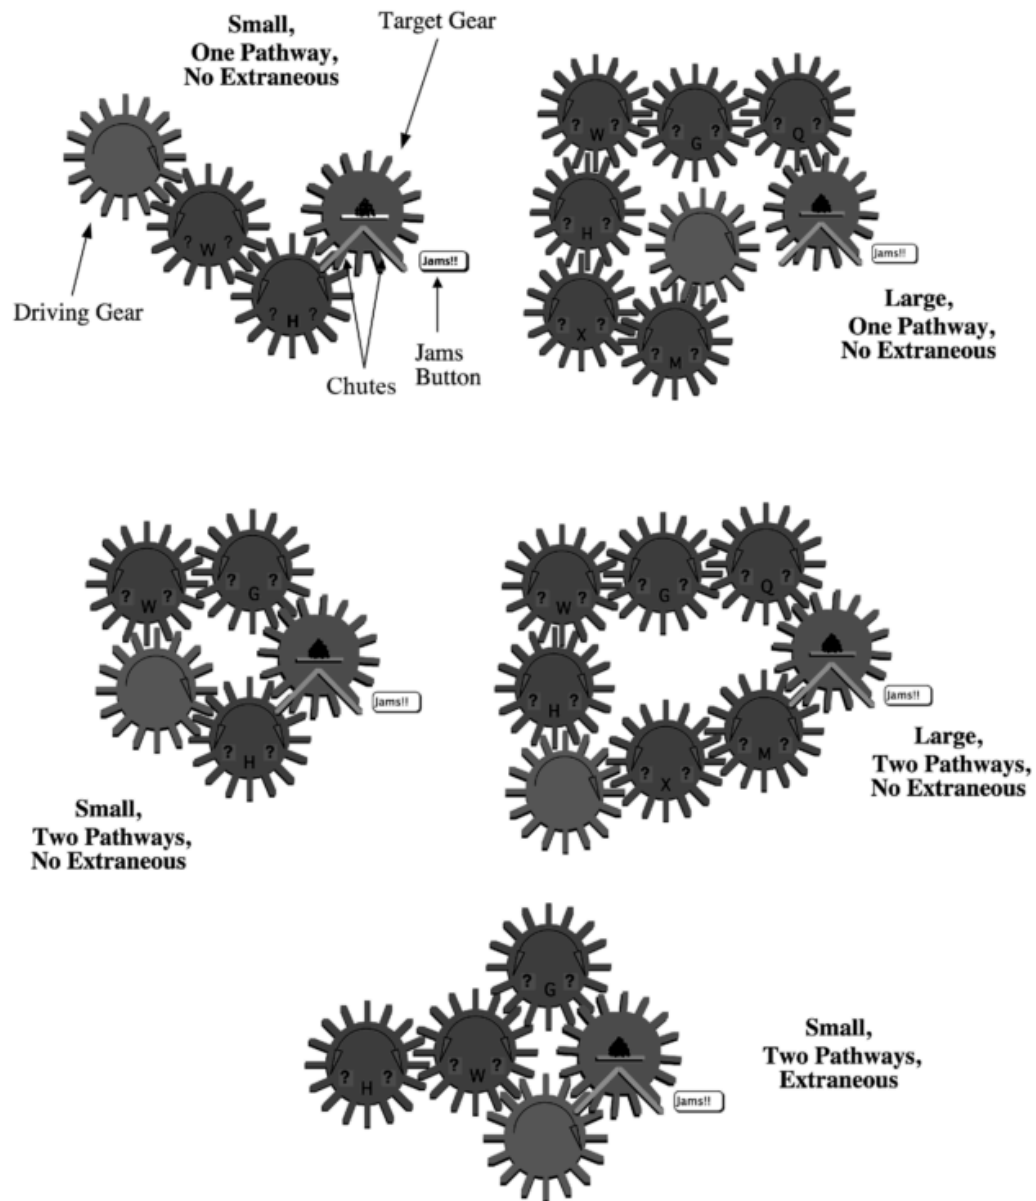 Small,
One Pathway,
No Extraneous
Target Gear
? W ?
? H ?
Jams!!
Driving Gear
Chutes
Jams
Button
? W ?
? G ?
? Q ?
? H ?
? X ?
? M ?
Jams!!
Large,
One Pathway,
No Extraneous
? W ?
? G ?
? H ?
Jams!!
Small,
Two Pathways,
No Extraneous
? W ?
? G ?
? Q ?
? H ?
? X ?
? M ?
Jams!!
Large,
Two Pathways,
No Extraneous
? G ?
? H ?
? W ?
Jams!!
Small,
Two Pathways,
Extraneous